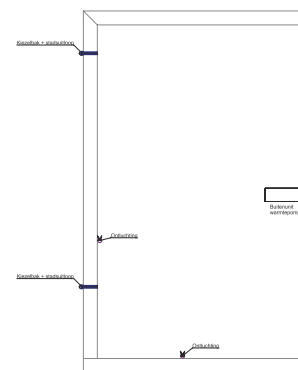 Kiezelbak + stadsuitloop
Ontluchting
Buitenunit
warmtepomp
Kiezelbak + stadsuitloop
Ontluchting